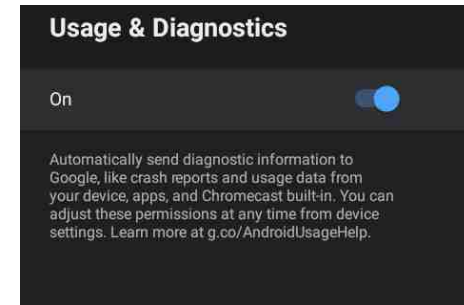 Usage & Diagnostics
On
Automatically send diagnostic information to
Google, like crash reports and usage data from
your device, apps, and Chromecast built-in. You can
adjust these permissions at any time from device
settings. Learn more at g.co/AndroidUsageHelp.